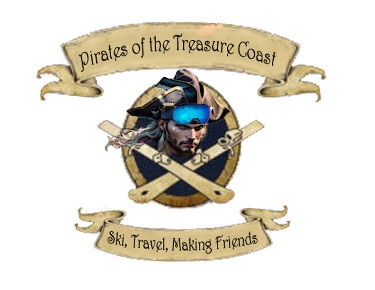 Pirates of the Treasure Coast
Ski, Travel, Making Friends